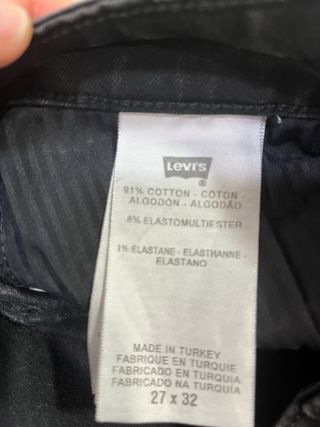 Levi's
®
91% COTTON - COTON -
ALGODÓN - ALGODÃO
8% ELASTOMULTIESTER
1% ELASTANE - ELASTHANNE -
ELASTANO
MADE IN TURKEY
FABRIQUE EN TURQUIE
FABRICADO EN TURQUIA
FABRICADO NA TURQUÍA
27 x 32